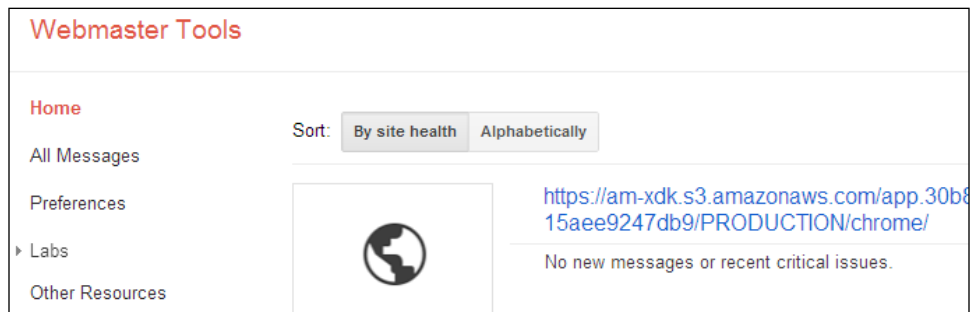 Webmaster Tools
Home
All Messages
Preferences
Labs
Other Resources
Sort: By site health Alphabetically
https://am-xdk.s3.amazonaws.com/app.30b8
15aee9247db9/PRODUCTION/chrome/
No new messages or recent critical issues.